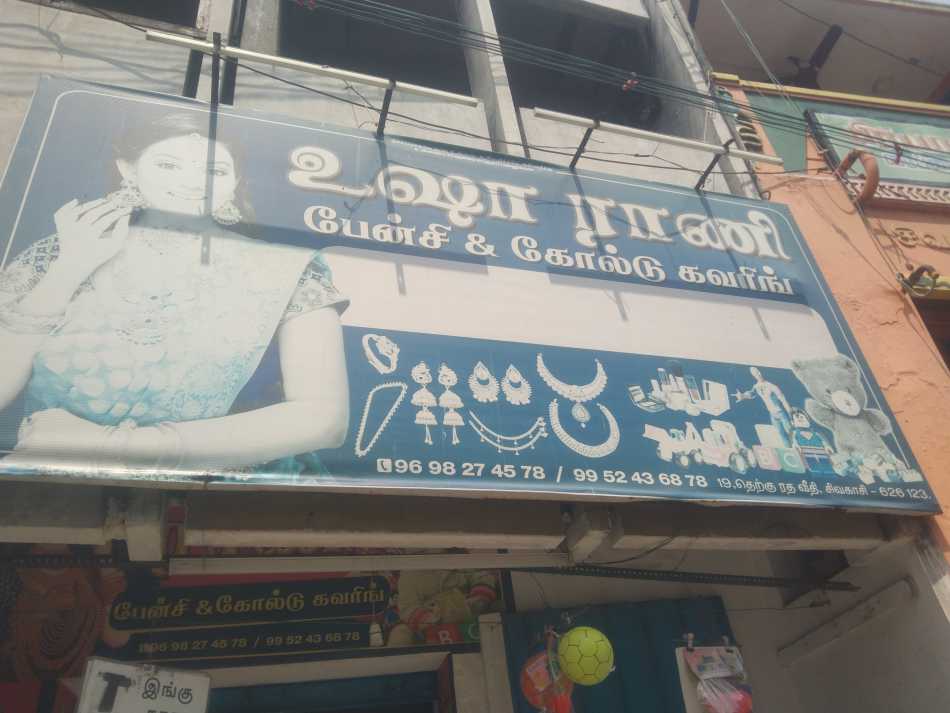 உஷா ராணி
பேன்சி & கோல்டு கவரிங்
96 98 27 45 78 / 99 52 43 68 78 19,தெற்கு ரத வீதி, சிவகாசி - 626 123.
பேன்சி & கோல்டு கவரிங்
96 98 27 45 78 / 99 52 43 68 78
B C
இங்கு